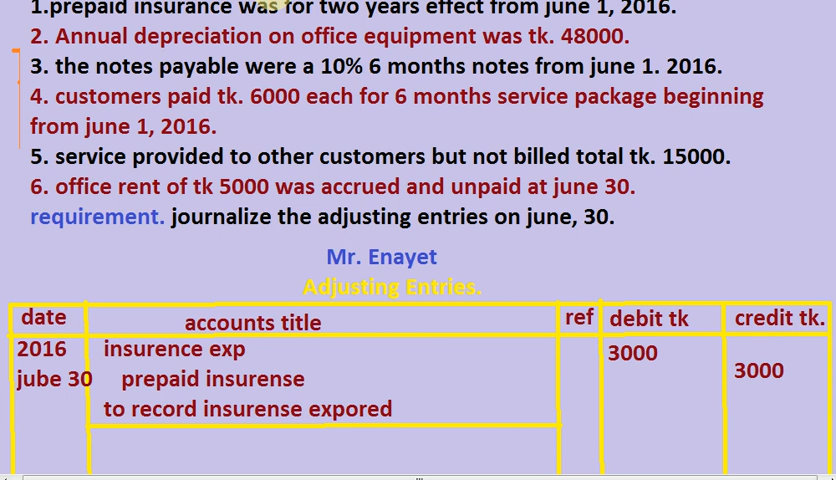 1.prepaid insurance was for two years effect from june 1, 2016.
2. Annual depreciation on office equipment was tk. 48000.
3. the notes payable were a 10% 6 months notes from june 1. 2016.
4. customers paid tk. 6000 each for 6 months service package beginning
from june 1, 2016.
5. service provided to other customers but not billed total tk. 15000.
6. office rent of tk 5000 was accrued and unpaid at june 30.
requirement. journalize the adjusting entries on june, 30.
Mr. Enayet
Adjusting Entries.
date accounts title ref debit tk credit tk.
2016 insurence exp 3000
jube 30 prepaid insurense 3000
to record insurense expored